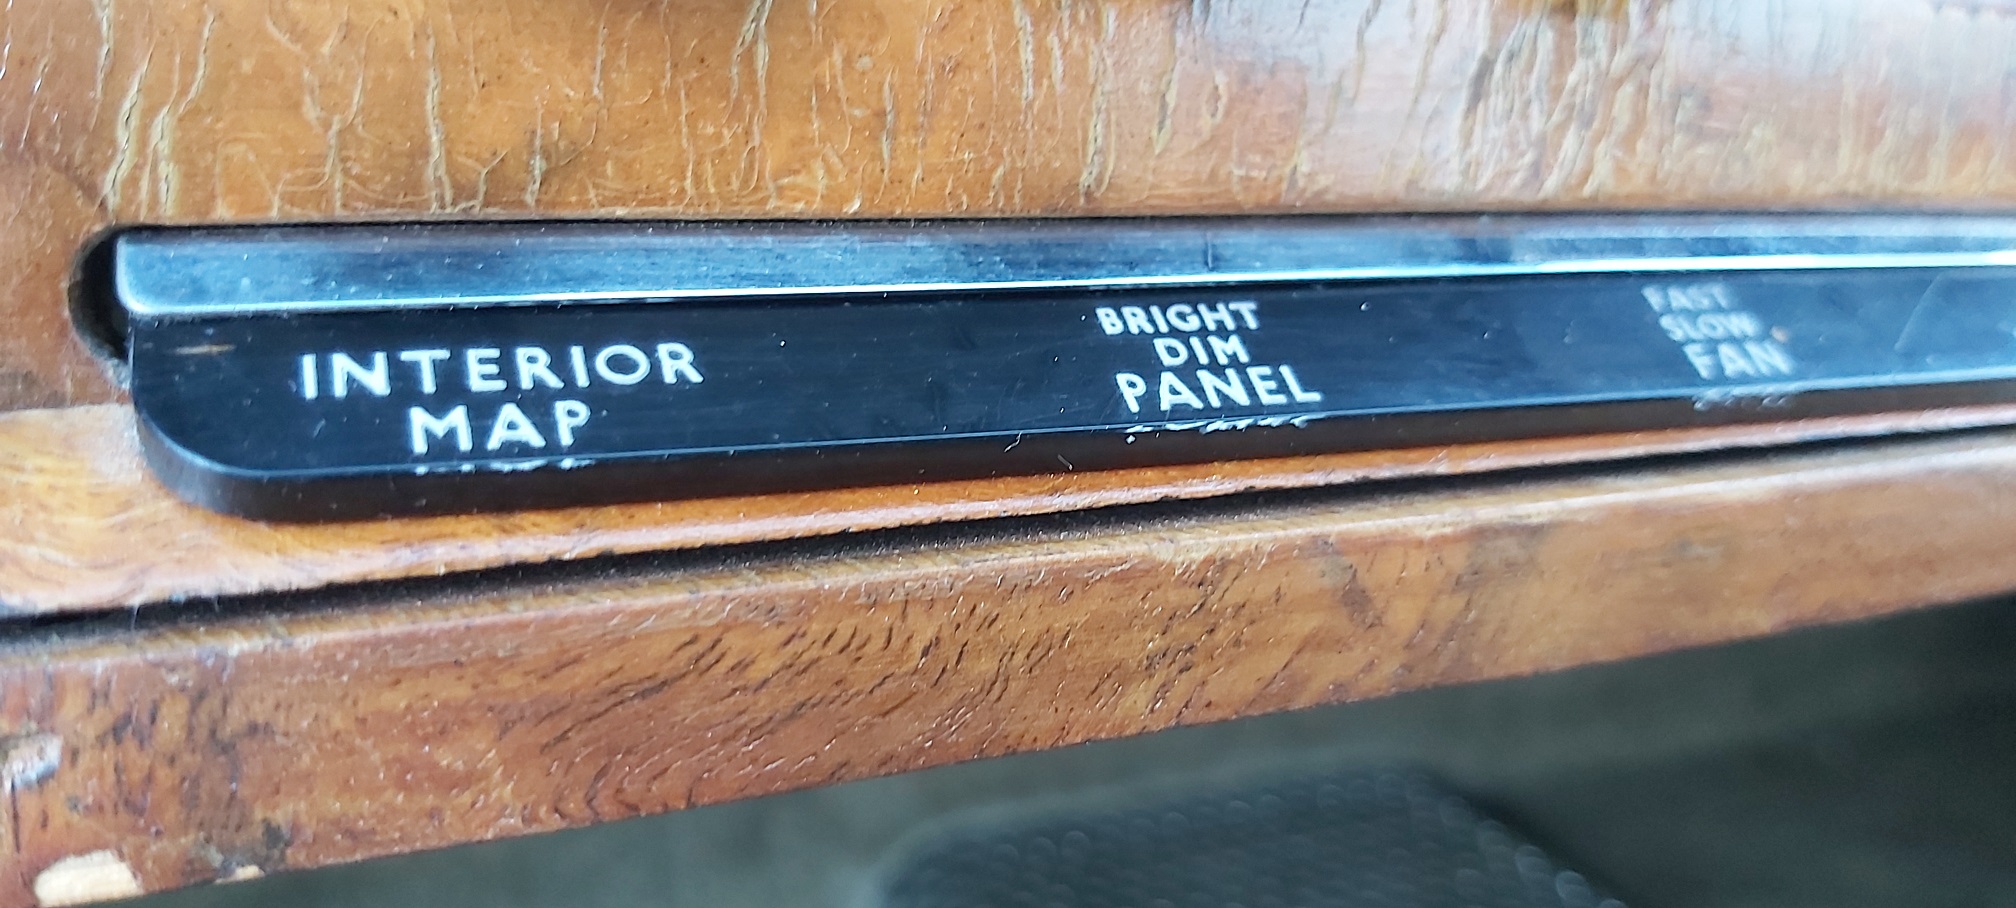 INTERIOR
MAP
BRIGHT
DIM
PANEL
FAST
SLOW
FAN